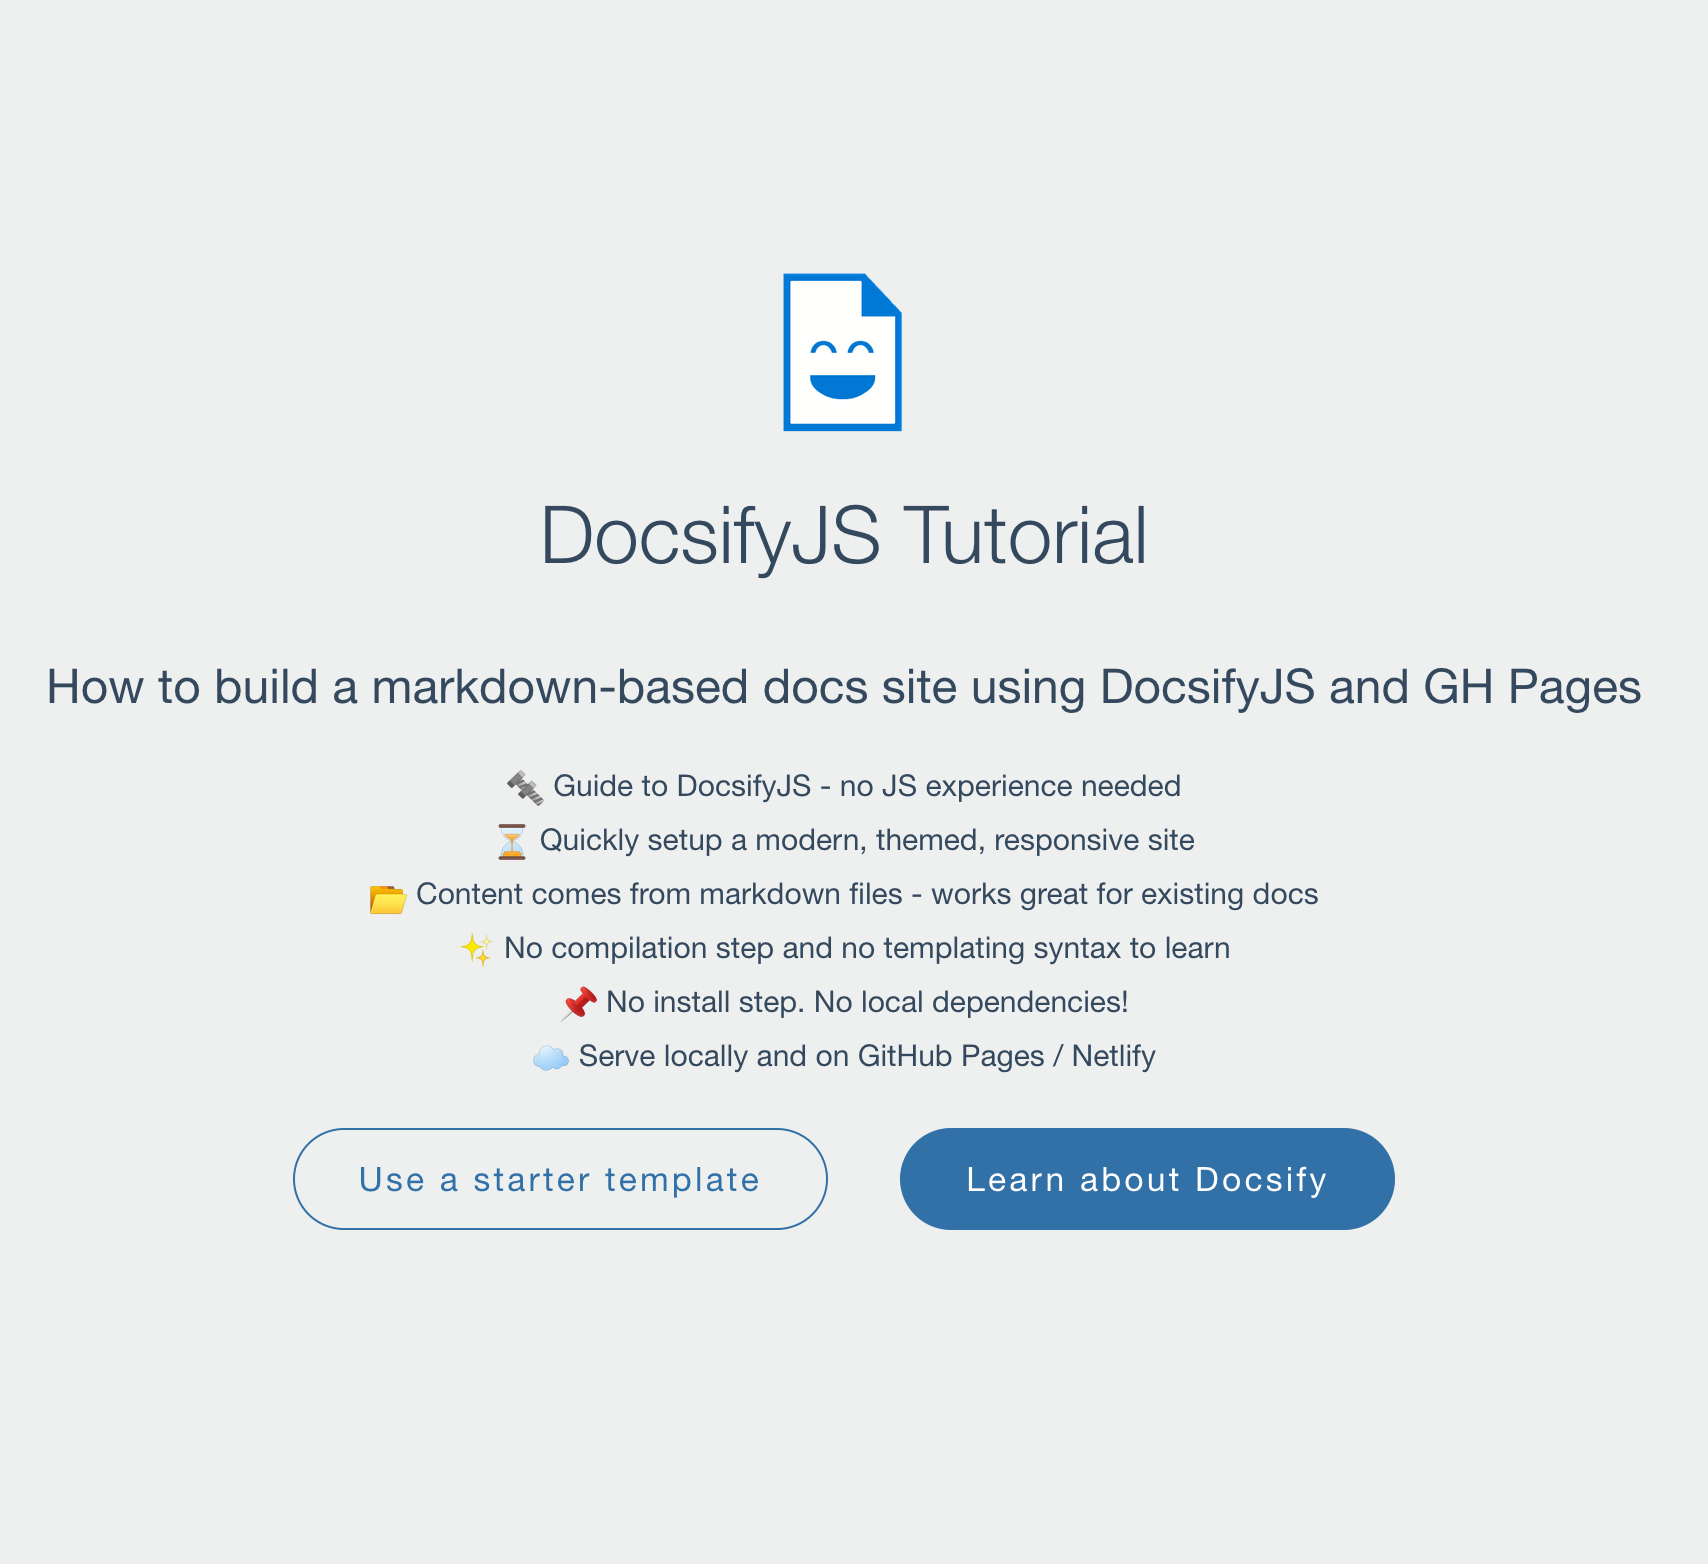 DocsifyJS Tutorial
How to build a markdown-based docs site using DocsifyJS and GH Pages
Guide to DocsifyJS - no JS experience needed
Quickly setup a modern, themed, responsive site
Content comes from markdown files - works great for existing docs
No compilation step and no templating syntax to learn
No install step. No local dependencies!
Serve locally and on GitHub Pages / Netlify
Use a starter template
Learn about Docsify